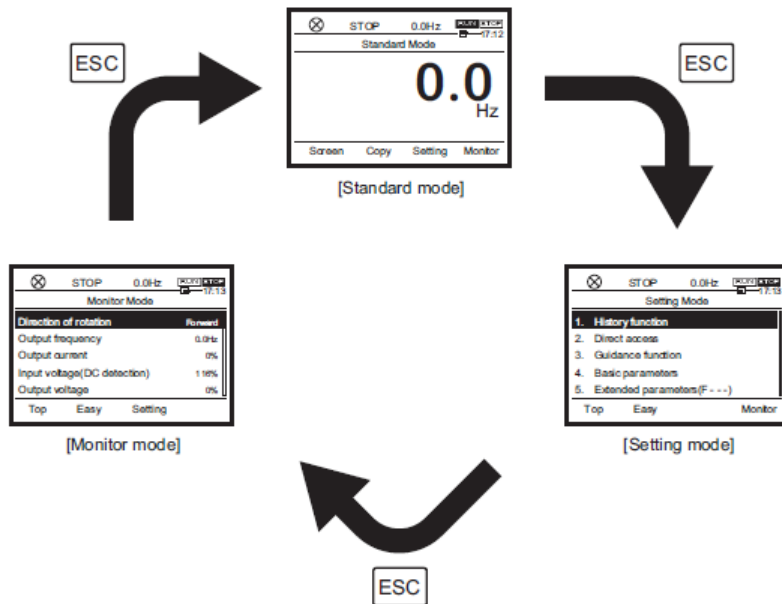 ESC
STOP 0.0Hz RUN STOP
17:12
Standard Mode
0.0
Hz
Screen Copy Setting Monitor
[Standard mode]
ESC
STOP 0.0Hz RUN STOP
17:13
Monitor Mode
Direction of rotation Forward
Output frequency 0.0Hz
Output current 0%
Input voltage(DC detection) 116%
Output voltage 0%
Top Easy Setting
[Monitor mode]
STOP 0.0Hz RUN STOP
17:13
Setting Mode
1. History function
2. Direct access
3. Guidance function
4. Basic parameters
5. Extended parameters(F - - -)
Top Easy Monitor
[Setting mode]
ESC